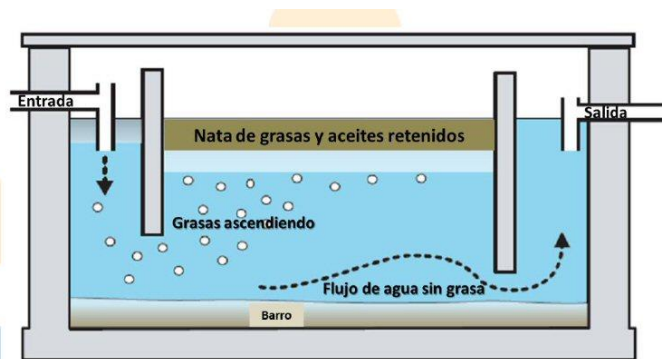 Entrada
Salida
Nata de grasas y aceites retenidos
Grasas ascendiendo
Flujo de agua sin grasa
Barro